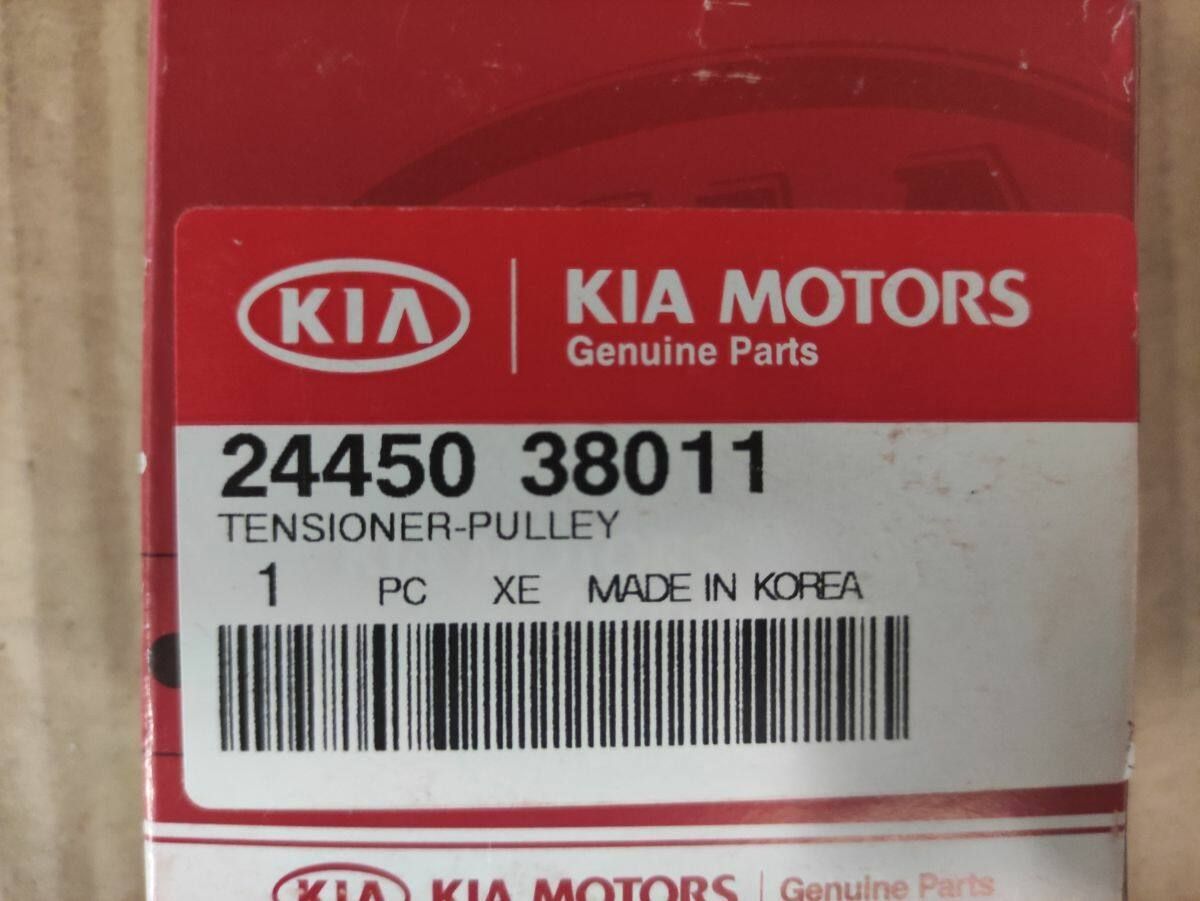 KIA KIA MOTORS
Genuine Parts
24450 38011
TENSIONER-PULLEY
1 PC XE MADE IN KOREA
KIA KIA MOTORS Genuine Parts